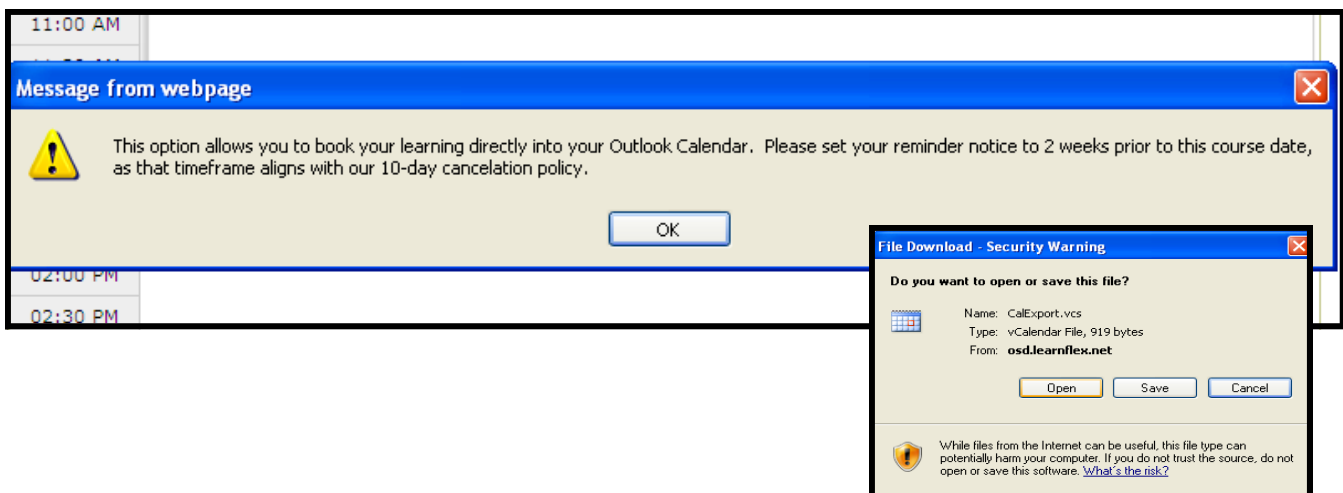 11:00 AM
Message from webpage
This option allows you to book your learning directly into your Outlook Calendar. Please set your reminder notice to 2 weeks prior to this course date,
as that timeframe aligns with our 10-day cancelation policy.
OK
02:00 PM
02:30 PM
File Download - Security Warning
Do you want to open or save this file?
Name: CalExport.vcs
Type: vCalendar File, 919 bytes
From: osd.learnflex.net
Open Save Cancel
While files from the Internet can be useful, this file type can
potentially harm your computer. If you do not trust the source, do not
open or save this software. What's the risk?